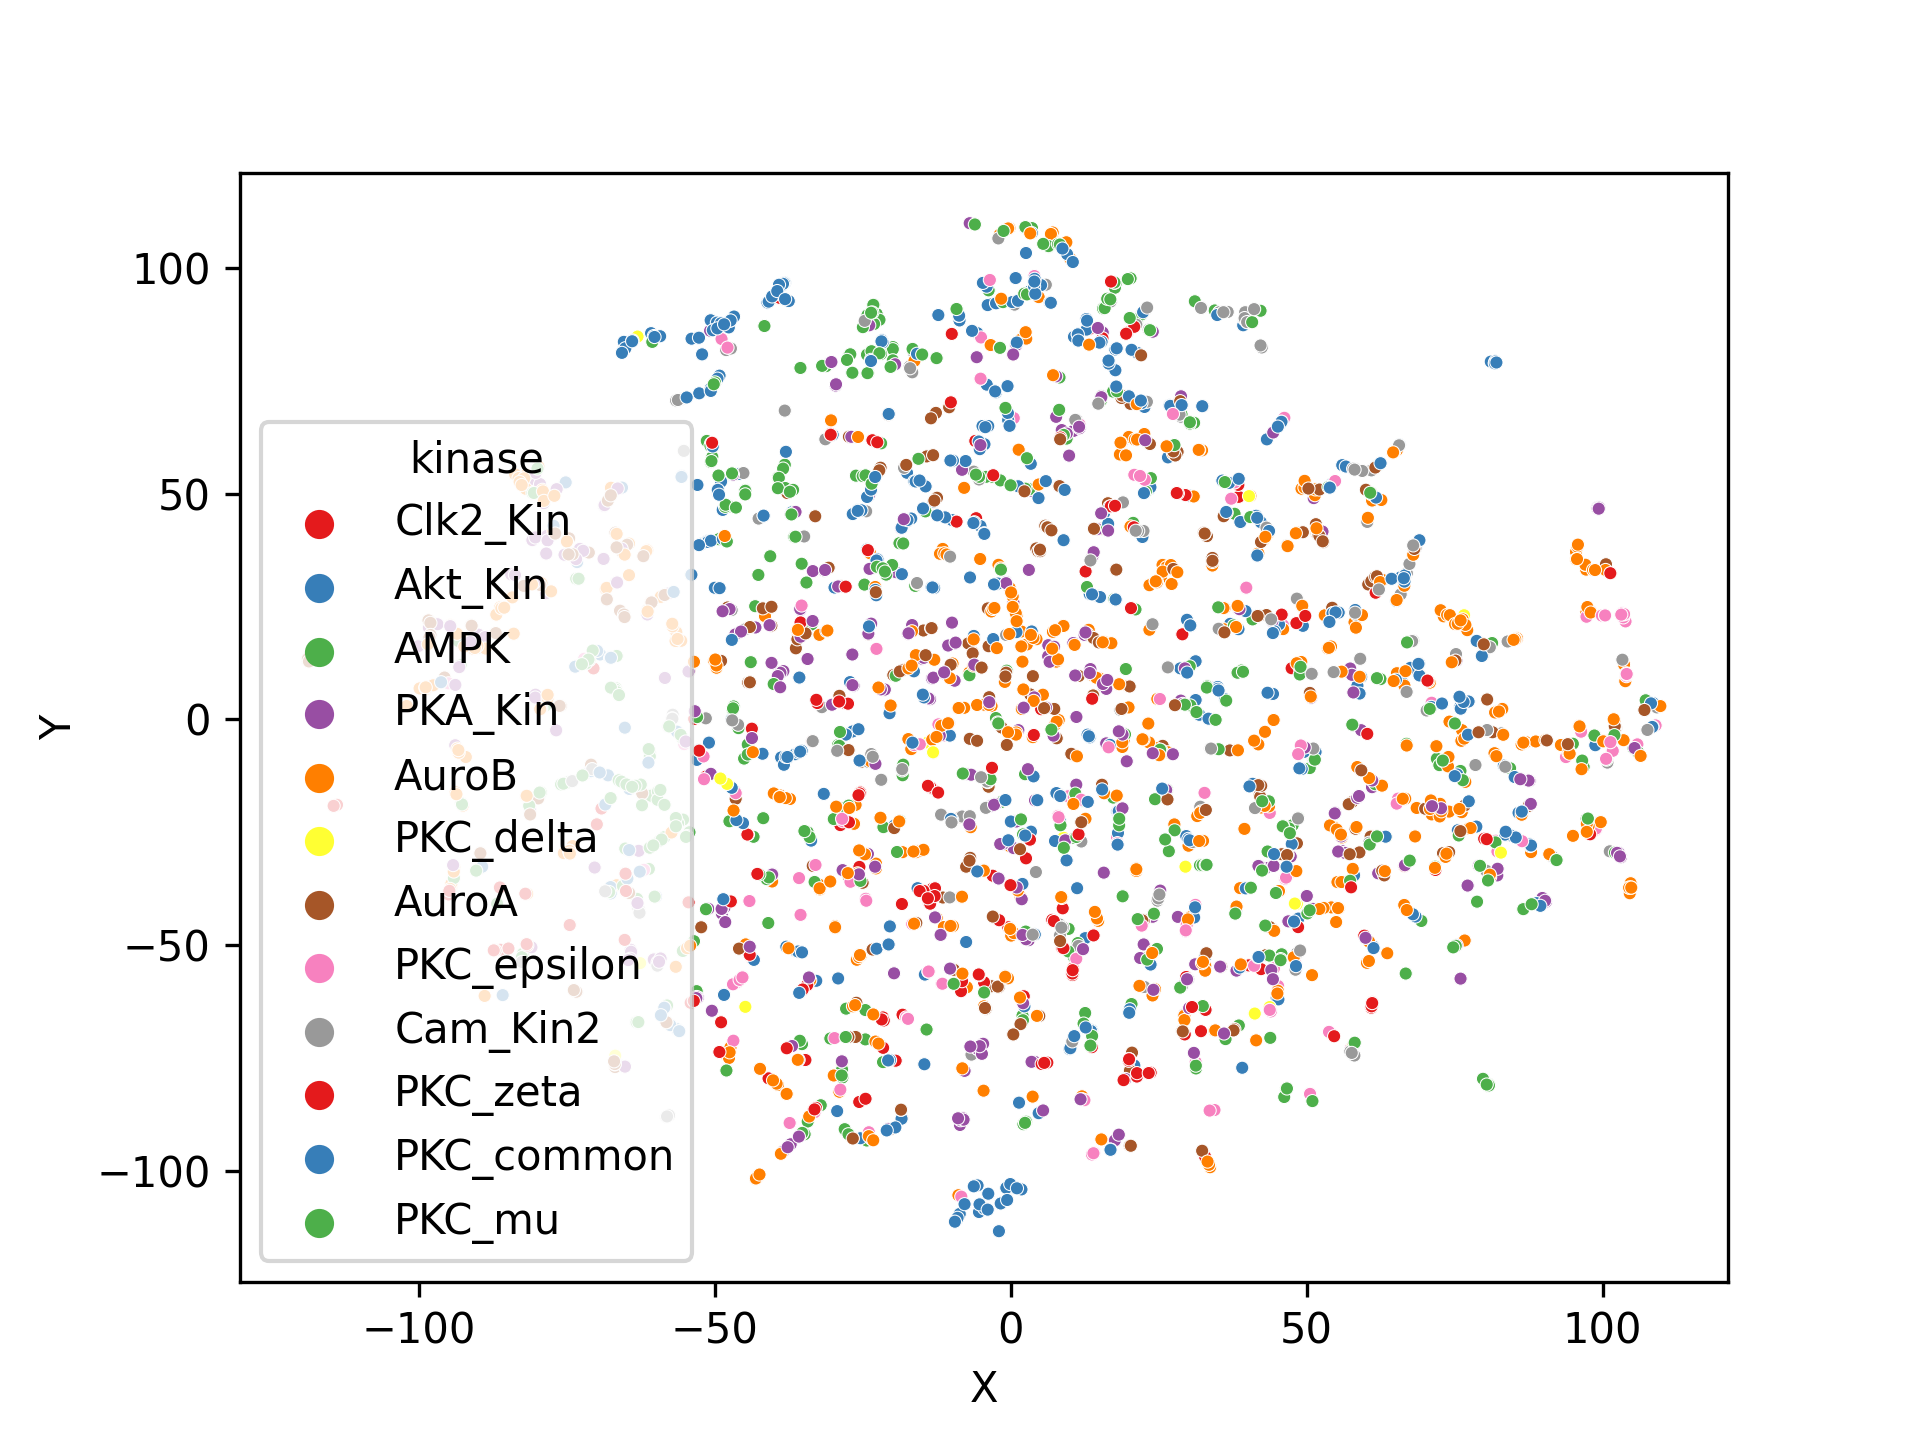 100
50
0
−50
−100
Y
kinase
Clk2_Kin
Akt_Kin
AMPK
PKA_Kin
AuroB
PKC_delta
AuroA
PKC_epsilon
Cam_Kin2
PKC_zeta
PKC_common
PKC_mu
−100 −50 0 50 100
X